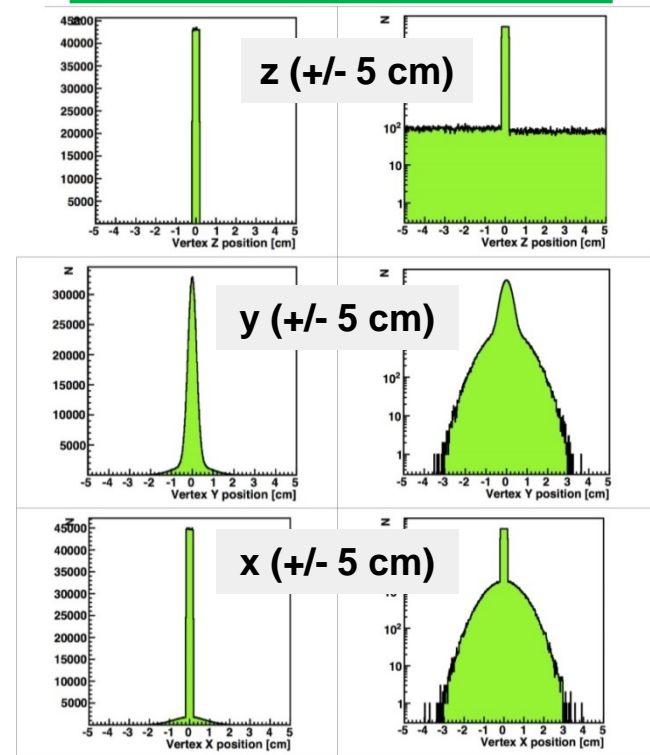 z (+/- 5 cm)
N
45000
40000
35000
30000
25000
20000
15000
10000
5000
-5 -4 -3 -2 -1 0 1 2 3 4 5
Vertex Z position [cm]
N
10²
10
1
-5 -4 -3 -2 -1 0 1 2 3 4 5
Vertex Z position [cm]
y (+/- 5 cm)
N
30000
25000
20000
15000
10000
5000
-5 -4 -3 -2 -1 0 1 2 3 4 5
Vertex Y position [cm]
N
10²
10
1
-5 -4 -3 -2 -1 0 1 2 3 4 5
Vertex Y position [cm]
x (+/- 5 cm)
N
45000
40000
35000
30000
25000
20000
15000
10000
5000
-5 -4 -3 -2 -1 0 1 2 3 4 5
Vertex X position [cm]
N
10²
10
1
-5 -4 -3 -2 -1 0 1 2 3 4 5
Vertex X position [cm]